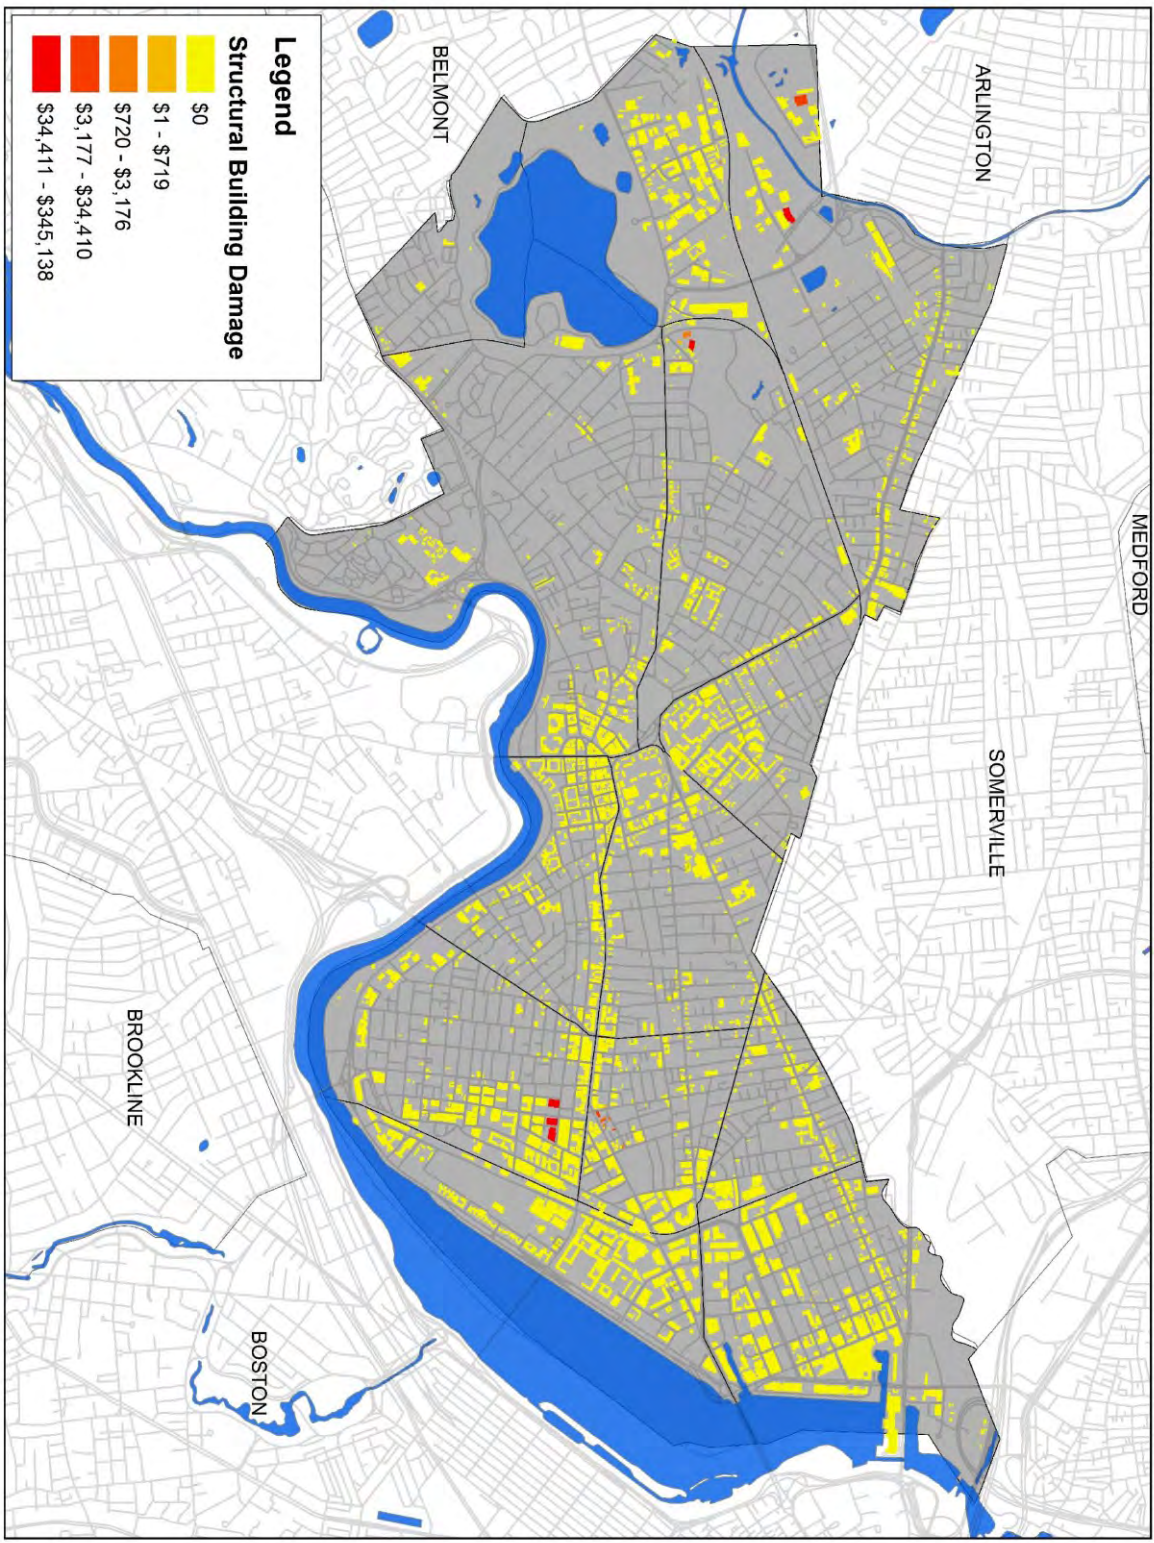 Legend
Structural Building Damage
$0
$1 - $719
$720 - $3,176
$3,177 - $34,410
$34,411 - $345,138
BELMONT
ARLINGTON
MEDFORD
SOMERVILLE
BROOKLINE
BOSTON